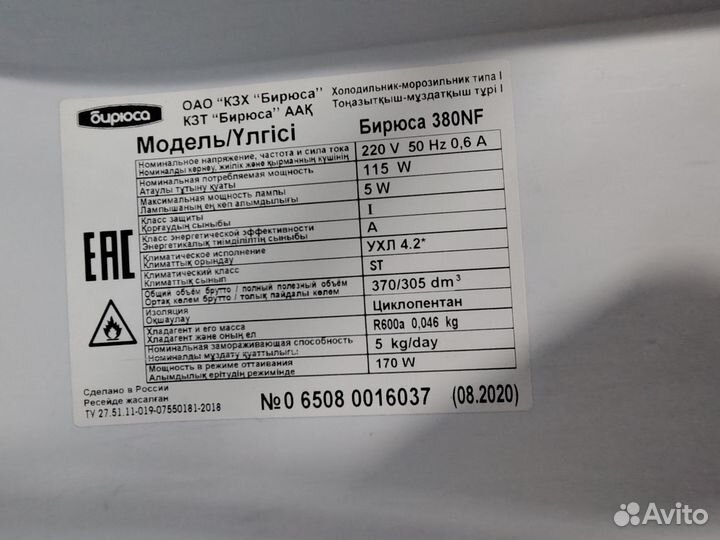 бирюса
ОАО "КЗХ "Бирюса"
КЗТ "Бирюса" ААҚ
Холодильник-морозильник типа I
Тоңазытқыш-мұздатқыш түрі I
Модель/Үлгісі Бирюса 380NF
Номинальное напряжение, частота и сила тока
Номиналды кернеу, жиілік және қырманның күшінің
220 V 50 Hz 0,6 A
Номинальная потребляемая мощность
Атаулы тұтыну қуаты
115 W
Максимальная мощность лампы
Лампышаның ең көп алымдылығы
5 W
Класс защиты
Қорғаудың сыныбы
I
Класс энергетической эффективности
Энергетикалық тиімділілтің сыныбы
A
Климатическое исполнение
Климаттық орындау
УХЛ 4.2*
Климатический класс
Климаттық сынып
ST
Общий объём брутто / полный полезный объём
Ортақ көлем брутто / толық пайдалы көлем
370/305 dm³
Изоляция
Оқшаулау
Циклопентан
Хладагент и его масса
Хладагент және оның ел
R600a 0,046 kg
Номинальная замораживающая способность
Номиналды мұздату қуаттылығы
5 kg/day
Мощность в режиме оттаивания
Алымдылық ерітудің режимінде
170 W
EAC
Сделано в России
Ресейде жасалған
TV 27.51.11-019-07550181-2018
№0 6508 0016037 (08.2020)
Avito